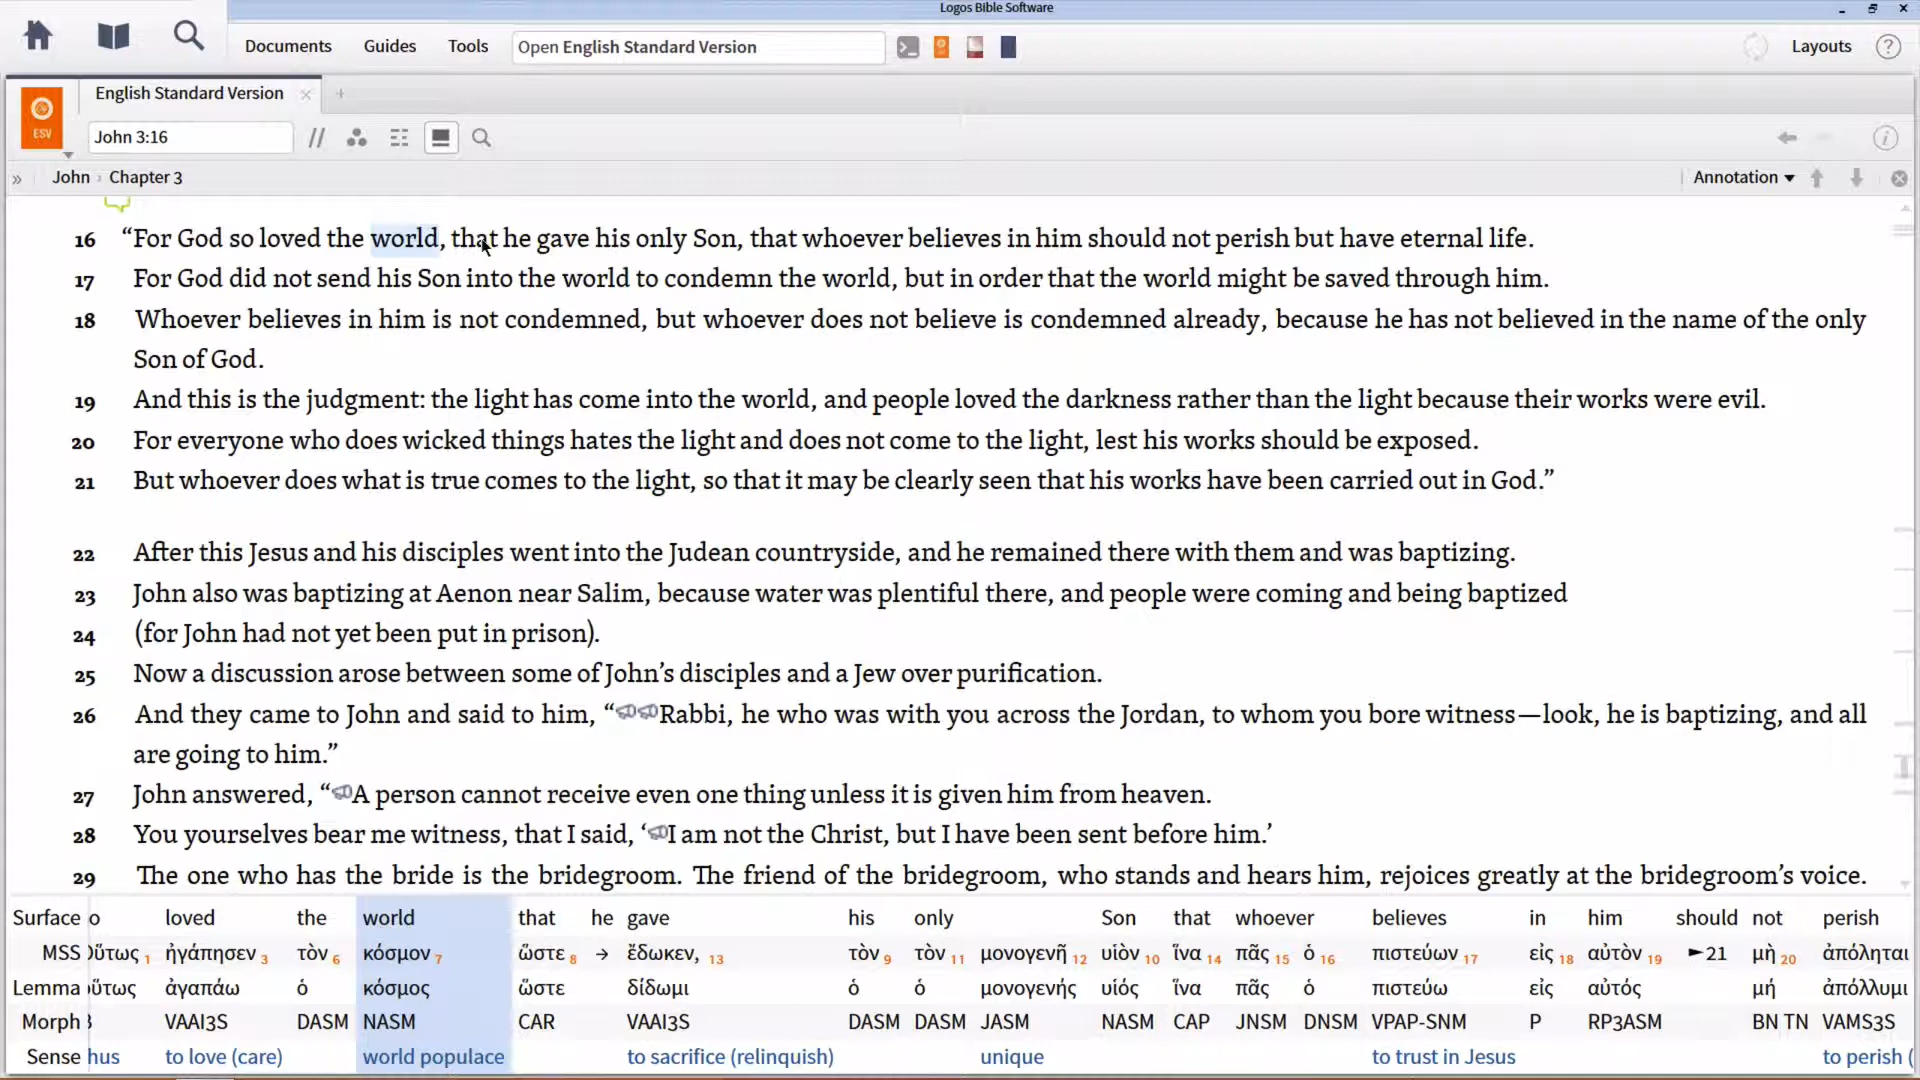 Logos Bible Software
Documents Guides Tools Open English Standard Version Layouts ?
English Standard Version
ESV
John 3:16
John › Chapter 3 Annotation
16 “For God so loved the world, that he gave his only Son, that whoever believes in him should not perish but have eternal life.
17 For God did not send his Son into the world to condemn the world, but in order that the world might be saved through him.
18 Whoever believes in him is not condemned, but whoever does not believe is condemned already, because he has not believed in the name of the only
Son of God.
19 And this is the judgment: the light has come into the world, and people loved the darkness rather than the light because their works were evil.
20 For everyone who does wicked things hates the light and does not come to the light, lest his works should be exposed.
21 But whoever does what is true comes to the light, so that it may be clearly seen that his works have been carried out in God.”
22 After this Jesus and his disciples went into the Judean countryside, and he remained there with them and was baptizing.
23 John also was baptizing at Aenon near Salim, because water was plentiful there, and people were coming and being baptized
24 (for John had not yet been put in prison).
25 Now a discussion arose between some of John’s disciples and a Jew over purification.
26 And they came to John and said to him, “Rabbi, he who was with you across the Jordan, to whom you bore witness—look, he is baptizing, and all
are going to him.”
27 John answered, “A person cannot receive even one thing unless it is given him from heaven.
28 You yourselves bear me witness, that I said, ‘I am not the Christ, but I have been sent before him.’
29 The one who has the bride is the bridegroom. The friend of the bridegroom, who stands and hears him, rejoices greatly at the bridegroom’s voice.
Surface o loved the world that he gave his only Son that whoever believes in him should not perish
MSS οὕτως 1 ἠγάπησεν 3 τὸν 6 κόσμον 7 ὥστε 8 → ἔδωκεν, 13 τὸν 9 τὸν 11 μονογενῆ 12 υἱὸν 10 ἵνα 14 πᾶς 15 ὁ 16 πιστεύων 17 εἰς 18 αὐτὸν 19 ►21 μὴ 20 ἀπόληται
Lemma οὕτως ἀγαπάω ὁ κόσμος ὥστε δίδωμι ὁ ὁ μονογενής υἱός ἵνα πᾶς ὁ πιστεύω εἰς αὐτός μή ἀπόλλυμι
Morph VAAI3S DASM NASM CAR VAAI3S DASM DASM JASM NASM CAP JNSM DNSM VPAP-SNM P RP3ASM BN TN VAMS3S
Sense hus to love (care) world populace to sacrifice (relinquish) unique to trust in Jesus to perish (